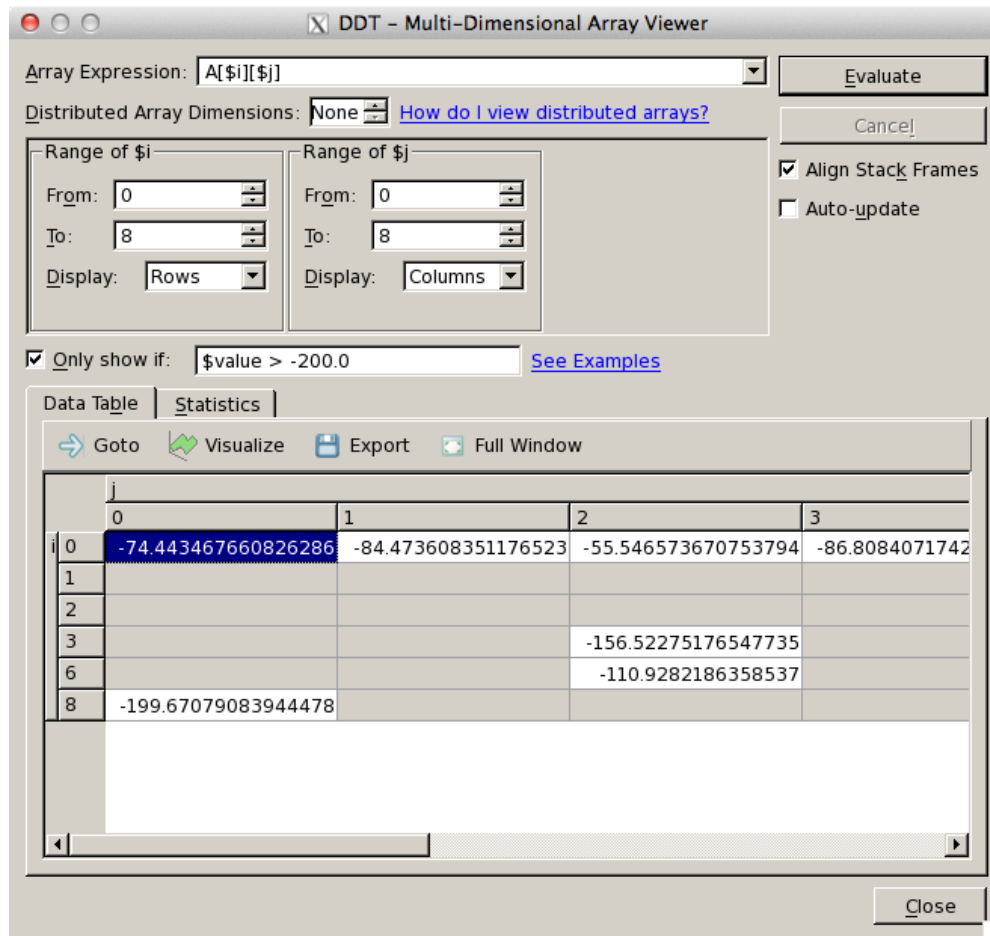 DDT – Multi-Dimensional Array Viewer
Array Expression: A[$i][$j] Evaluate
Distributed Array Dimensions: None How do I view distributed arrays? Cancel
Range of $i Range of $j Align Stack Frames
From: 0 From: 0 Auto-update
To: 8 To: 8
Display: Rows Display: Columns
Only show if: $value > -200.0 See Examples
Data Table Statistics
Goto Visualize Export Full Window
j
0 1 2 3
i 0 -74.443467660826286 -84.473608351176523 -55.546573670753794 -86.8084071742
1
2
3 -156.52275176547735
6 -110.9282186358537
8 -199.67079083944478
Close